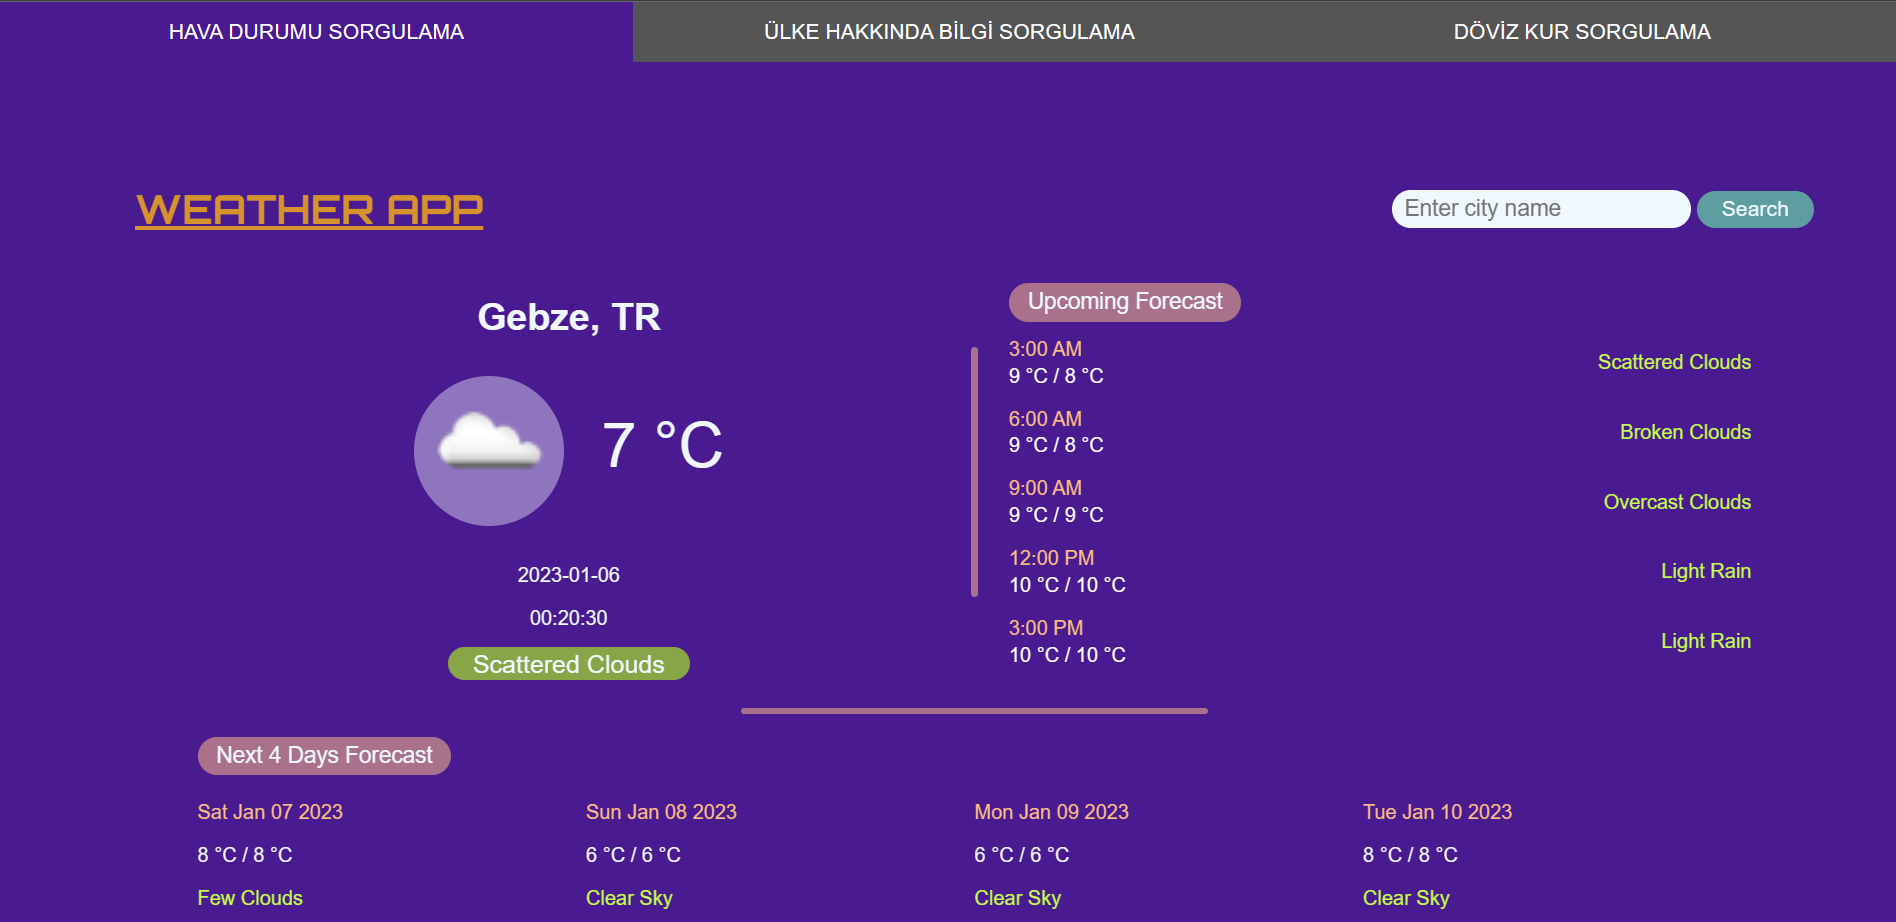 HAVA DURUMU SORGULAMA
ÜLKE HAKKINDA BİLGİ SORGULAMA
DÖVİZ KUR SORGULAMA
WEATHER APP
Enter city name
Search
Gebze, TR
7 °C
2023-01-06
00:20:30
Scattered Clouds
Upcoming Forecast
3:00 AM
9 °C / 8 °C
Scattered Clouds
6:00 AM
9 °C / 8 °C
Broken Clouds
9:00 AM
9 °C / 9 °C
Overcast Clouds
12:00 PM
10 °C / 10 °C
Light Rain
3:00 PM
10 °C / 10 °C
Light Rain
Next 4 Days Forecast
Sat Jan 07 2023
8 °C / 8 °C
Few Clouds
Sun Jan 08 2023
6 °C / 6 °C
Clear Sky
Mon Jan 09 2023
6 °C / 6 °C
Clear Sky
Tue Jan 10 2023
8 °C / 8 °C
Clear Sky